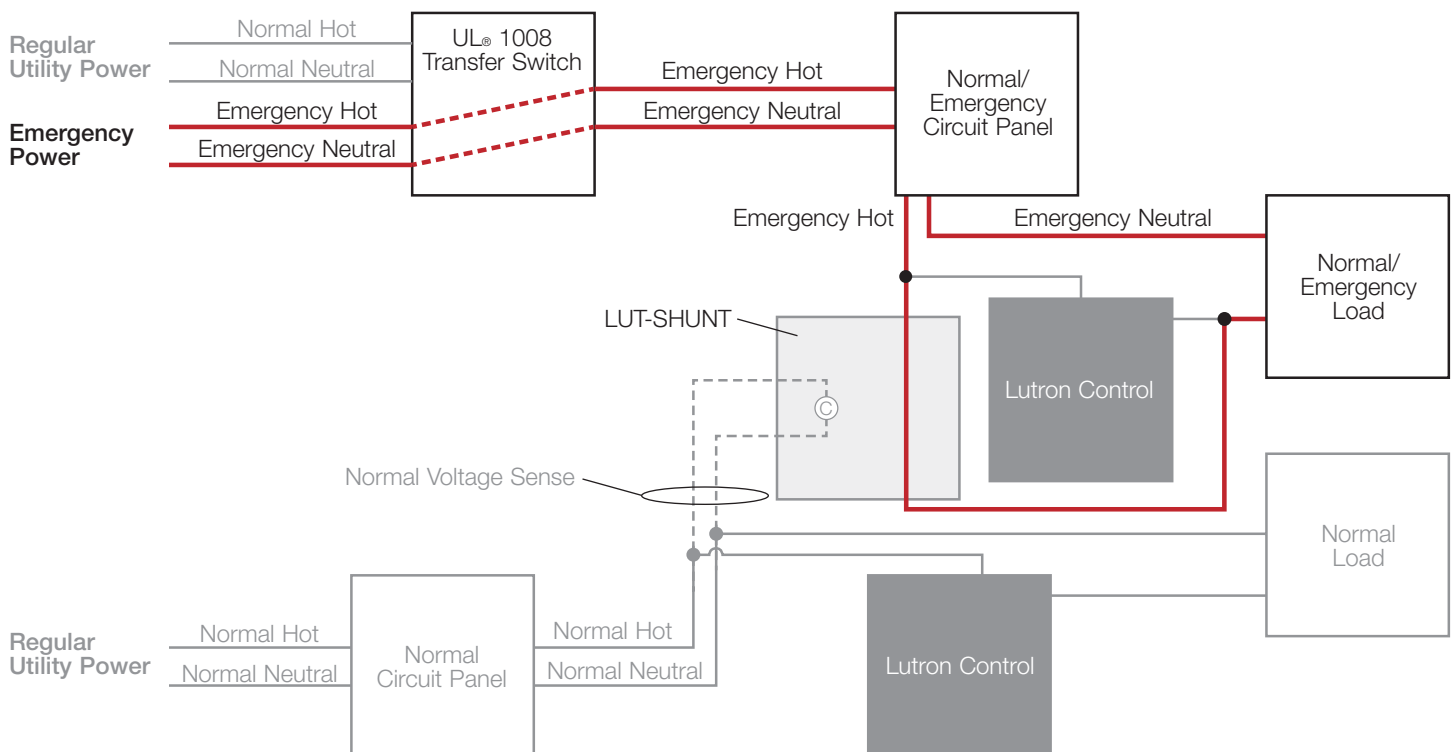 Regular
Utility Power
Normal Hot
Normal Neutral
UL® 1008
Transfer Switch
Emergency
Power
Emergency Hot
Emergency Neutral
Emergency Hot
Emergency Neutral
Normal/
Emergency
Circuit Panel
Emergency Hot
Emergency Neutral
Normal/
Emergency
Load
LUT-SHUNT
C
Lutron Control
Normal Voltage Sense
Normal
Load
Regular
Utility Power
Normal Hot
Normal Neutral
Normal
Circuit Panel
Normal Hot
Normal Neutral
Lutron Control